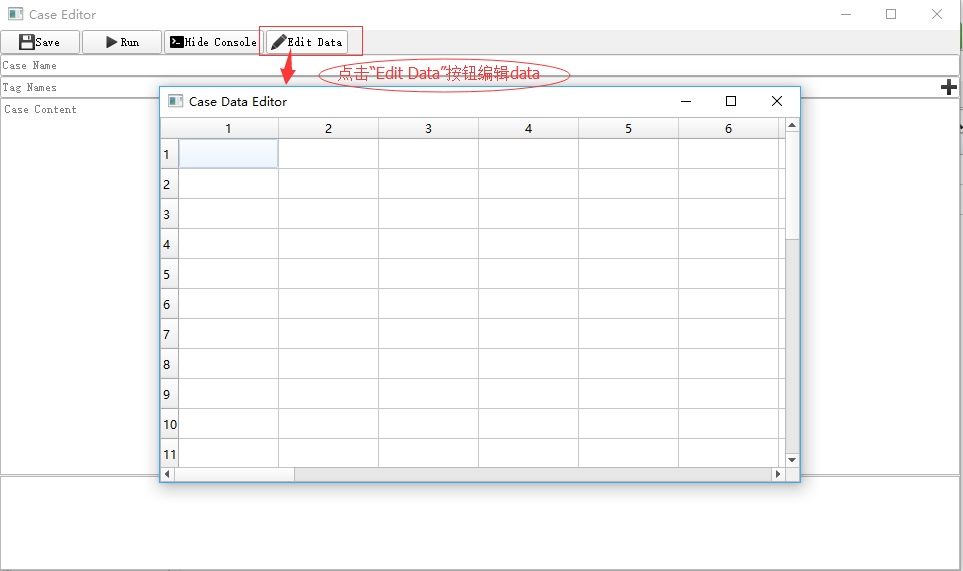 Case Editor
Save Run Hide Console Edit Data
Case Name
点击“Edit Data”按钮编辑data
Tag Names
Case Data Editor
Case Content
1 2 3 4 5 6
1
2
3
4
5
6
7
8
9
10
11